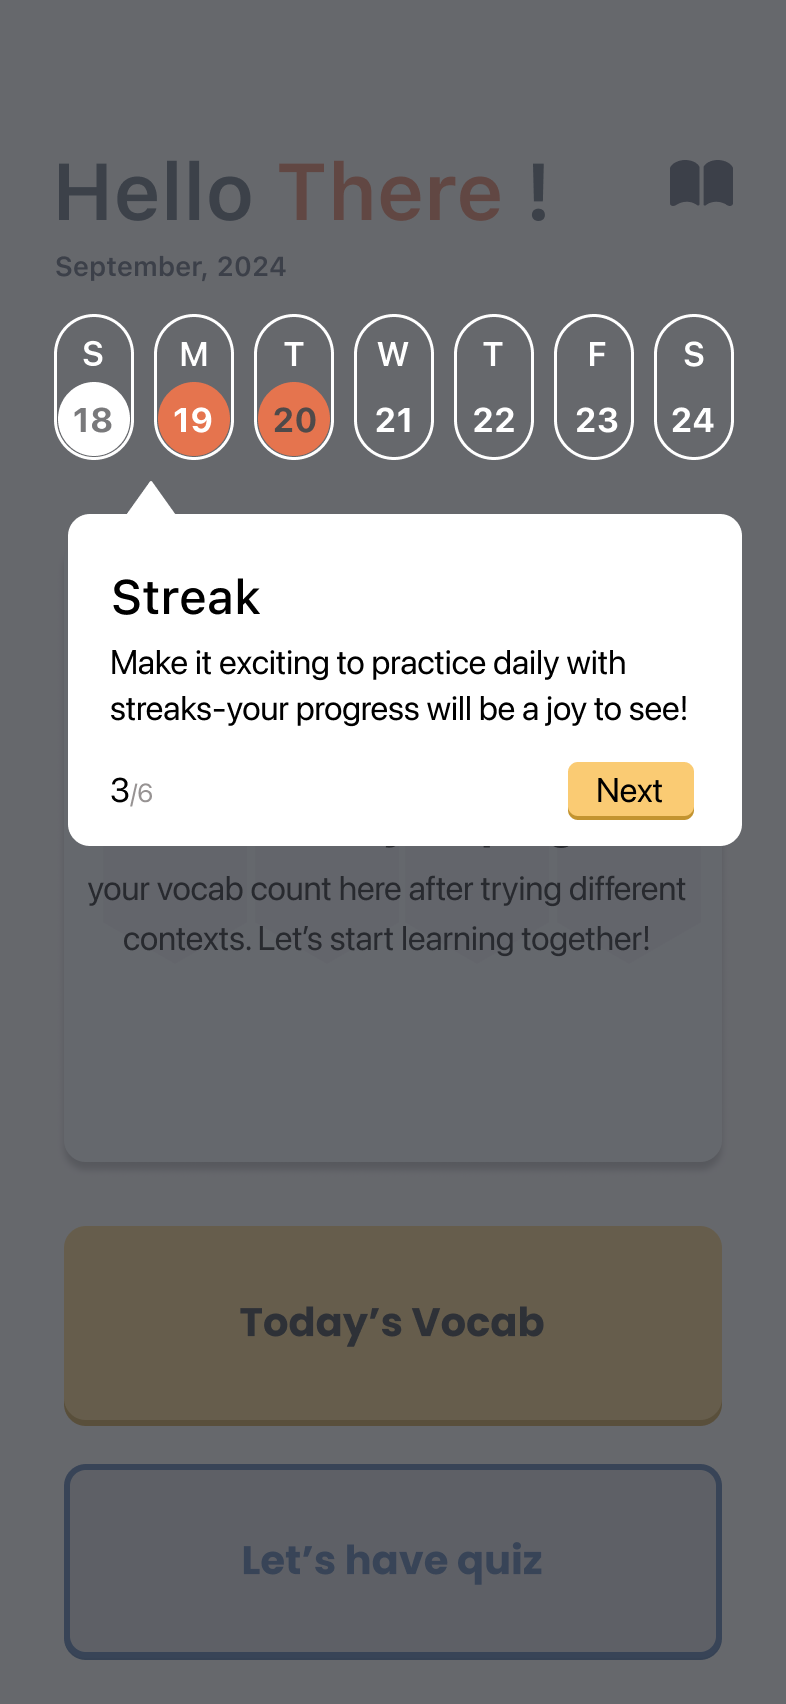 Hello There !
September, 2024
S M T W T F S
18 19 20 21 22 23 24
Streak
Make it exciting to practice daily with
streaks-your progress will be a joy to see!
3/6 Next
your vocab count here after trying different
contexts. Let’s start learning together!
Today’s Vocab
Let’s have quiz